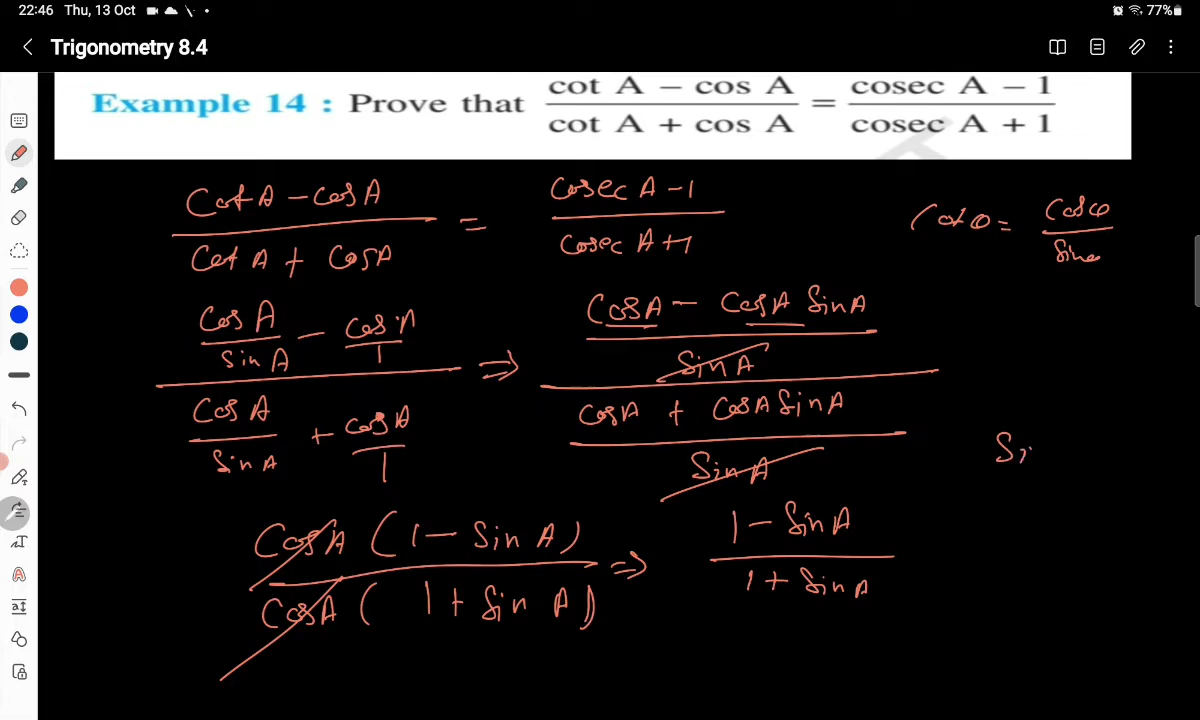 22:46 Thu, 13 Oct
77%
Trigonometry 8.4
Example 14 : Prove that (cot A − cos A)/(cot A + cos A) = (cosec A − 1)/(cosec A + 1)
(Cot A − Cos A)/(Cot A + Cos A) = (Cosec A − 1)/(Cosec A + 1)
Cot θ = Cos θ/Sin θ
(Cos A/Sin A − Cos A/1)/(Cos A/Sin A + Cos A/1) ⇒ ((Cos A − Cos A Sin A)/Sin A)/((Cos A + Cos A Sin A)/Sin A)
Si
Cos A (1 − Sin A)/Cos A (1 + Sin A) ⇒ (1 − Sin A)/(1 + Sin A)